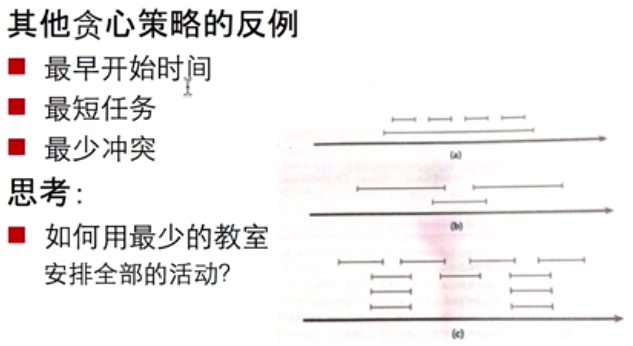 其他贪心策略的反例
最早开始时间
最短任务
最少冲突
思考：
如何用最少的教室
安排全部的活动?
(a)
(b)
(c)